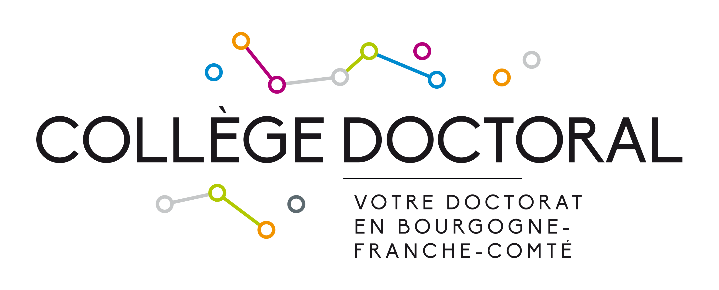 COLLÈGE DOCTORAL
VOTRE DOCTORAT
EN BOURGOGNE-
FRANCHE-COMTÉ